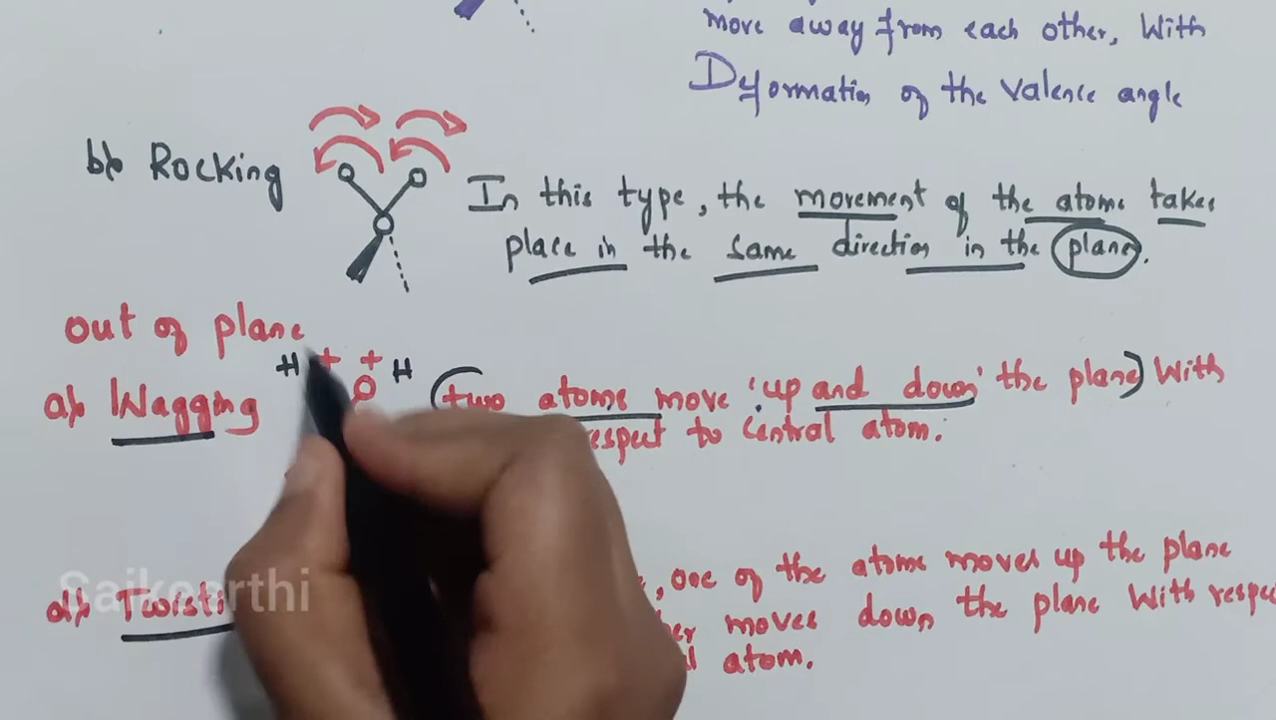 move away from each other, with
Deformation of the valence angle
b) Rocking
In this type, the movement of the atoms takes
place in the same direction in the plane.
out of plane
H + + H
a) Wagging
(two atoms move 'up and down' the plane) with
respect to Central atom.
Saikeerthi
a) Twisti
, one of the atoms moves up the plane
moves down the plane with respec
atom.